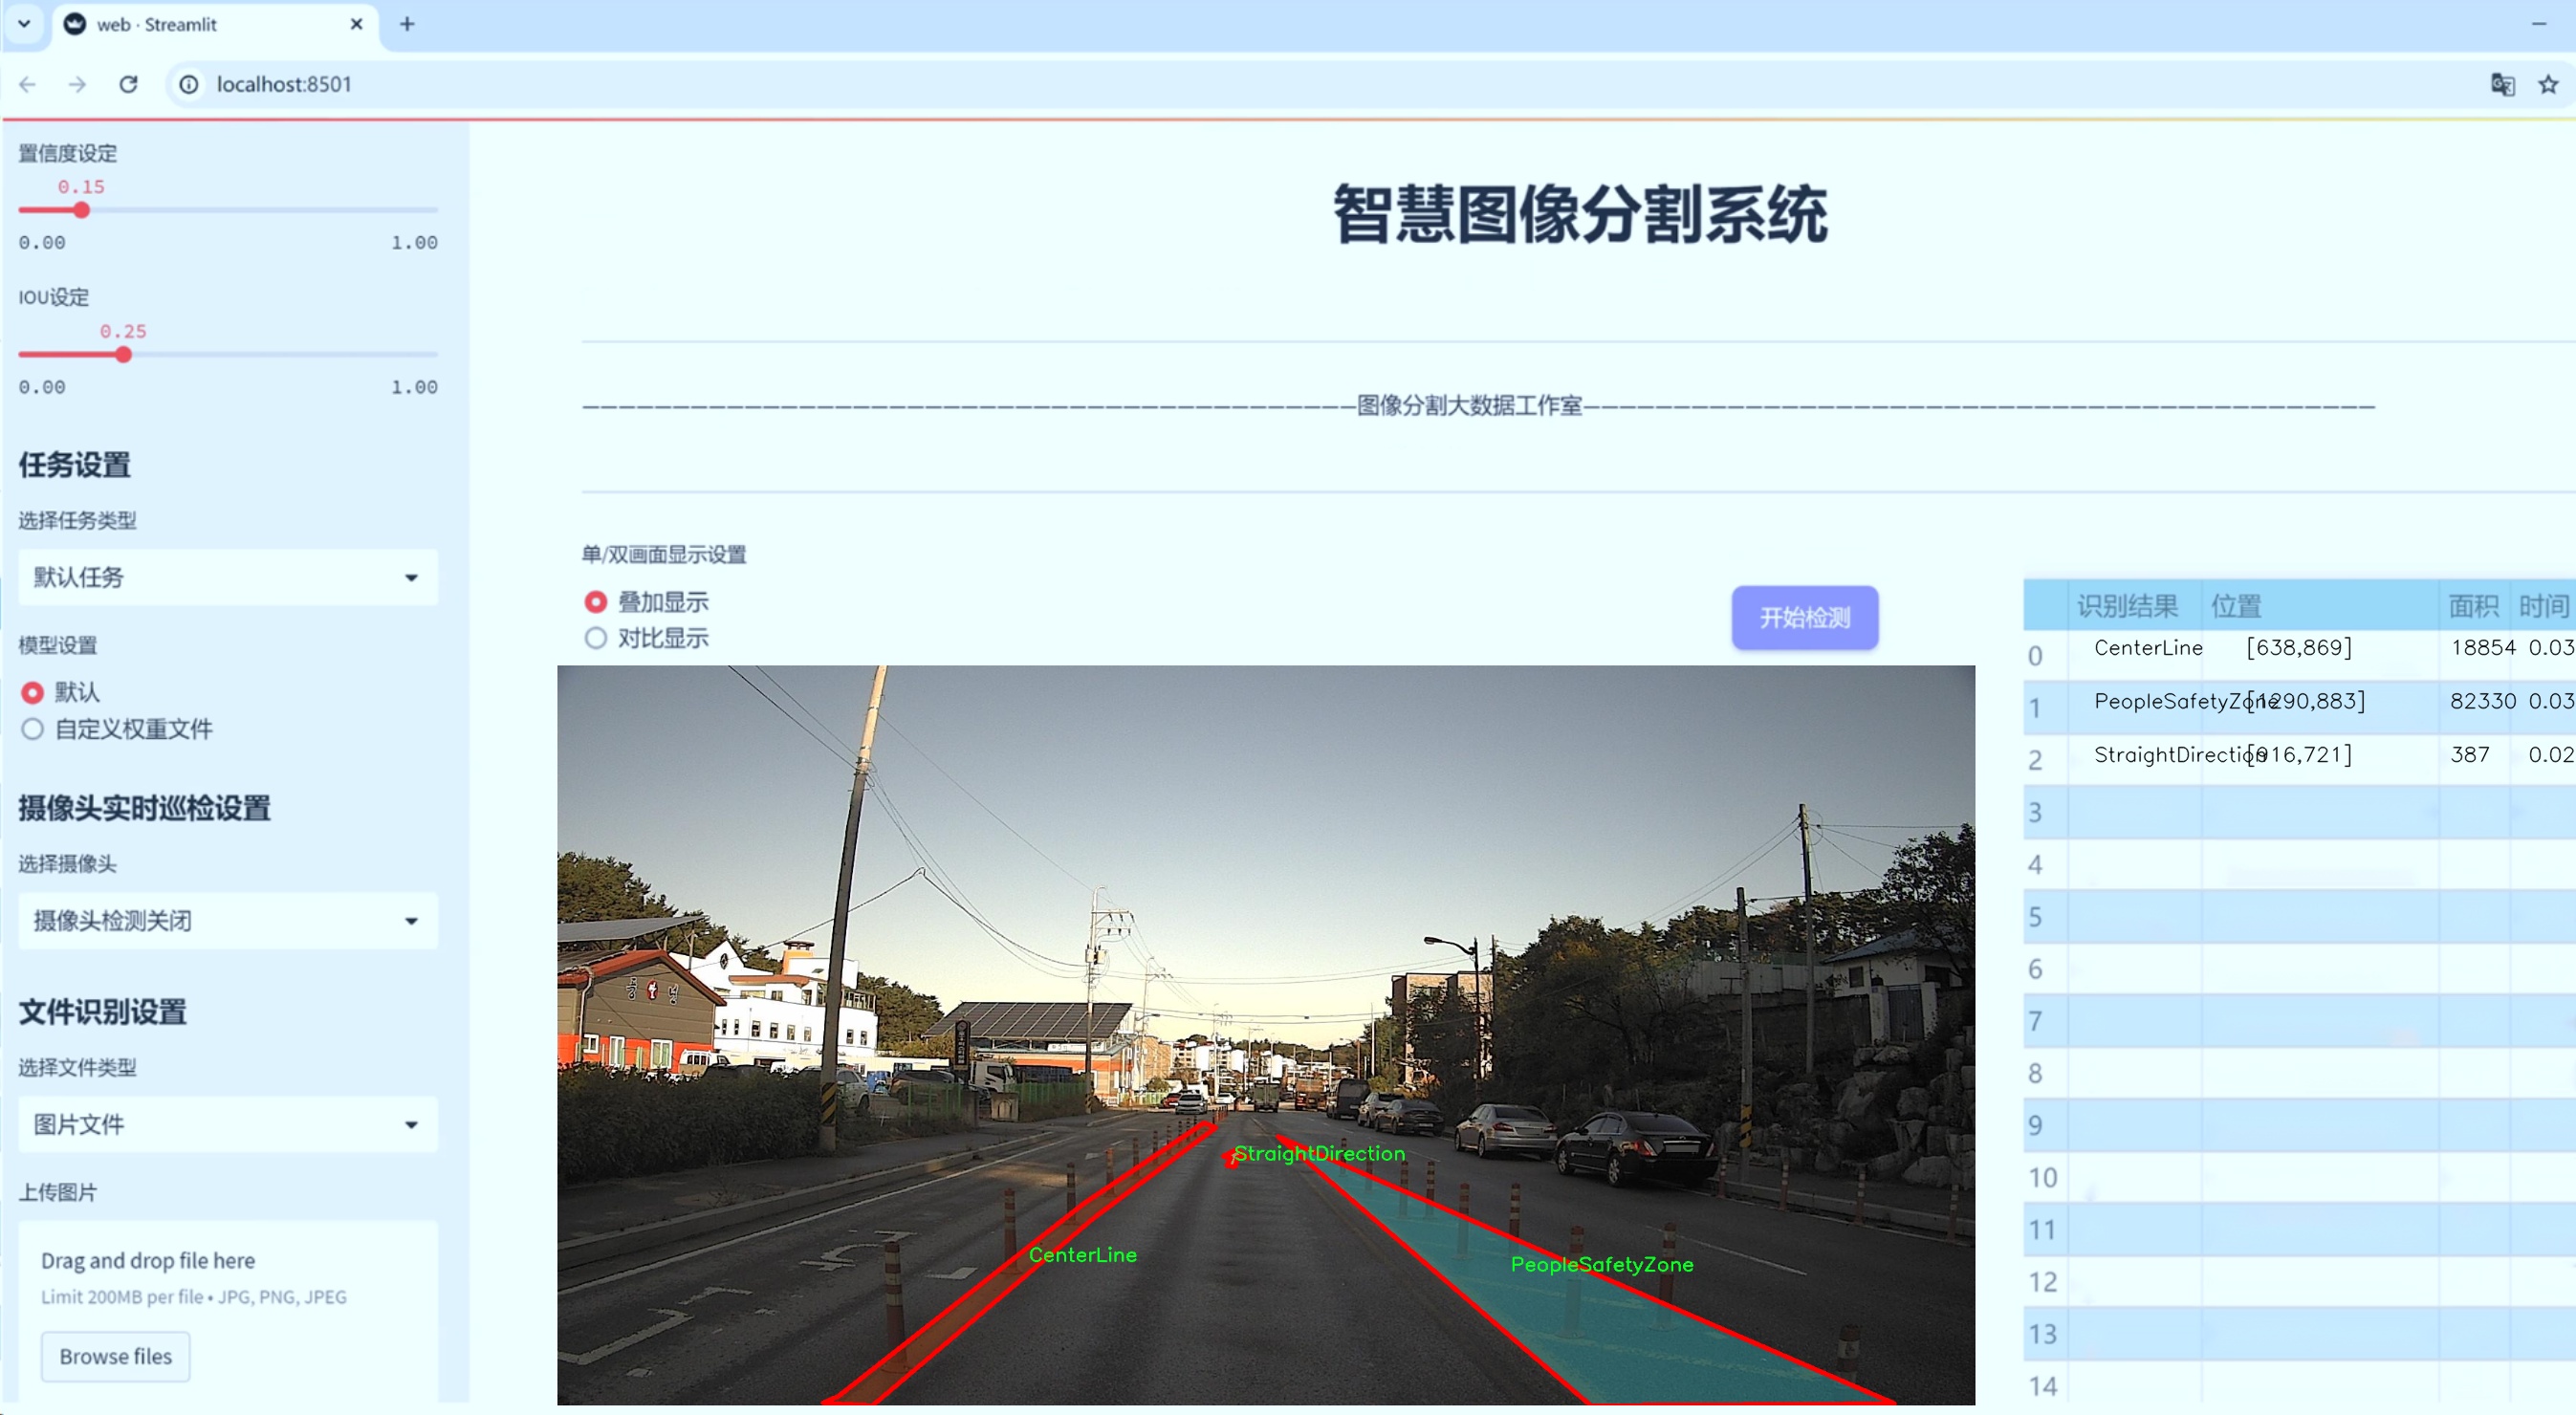 web · Streamlit
localhost:8501
置信度设定
0.15
0.00 1.00
IOU设定
0.25
0.00 1.00
任务设置
选择任务类型
默认任务
模型设置
默认
自定义权重文件
摄像头实时巡检设置
选择摄像头
摄像头检测关闭
文件识别设置
选择文件类型
图片文件
上传图片
Drag and drop file here
Limit 200MB per file • JPG, PNG, JPEG
Browse files
智慧图像分割系统
图像分割大数据工作室
单/双画面显示设置
叠加显示
对比显示
开始检测
StraightDirection
CenterLine
PeopleSafetyZone
识别结果 位置 面积 时间
0 CenterLine [638,869] 18854 0.03
1 PeopleSafetyZone [1290,883] 82330 0.03
2 StraightDirection [916,721] 387 0.02
3
4
5
6
7
8
9
10
11
12
13
14